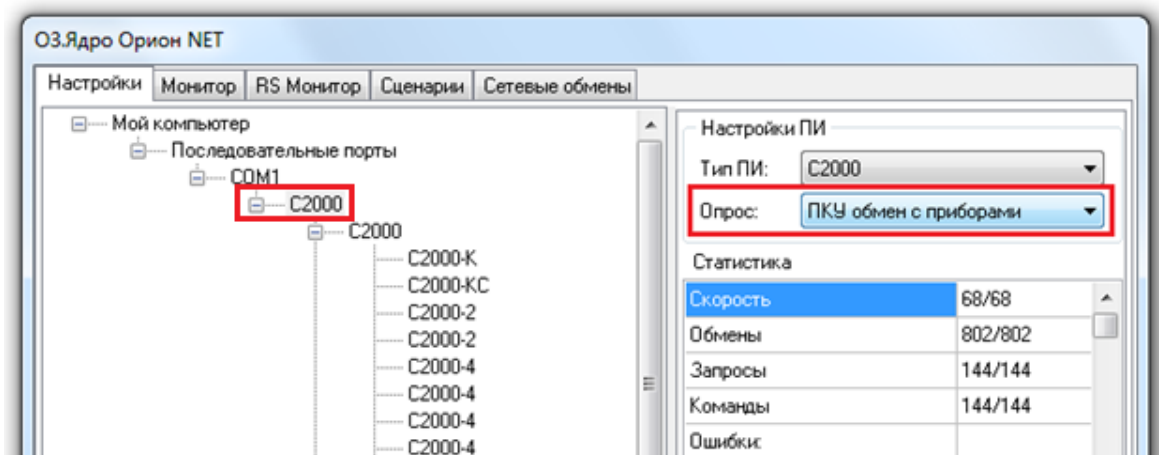 О3.Ядро Орион NET
Настройки Монитор RS Монитор Сценарии Сетевые обмены
Мой компьютер
Последовательные порты
COM1
С2000
С2000
С2000-К
С2000-КС
С2000-2
С2000-2
С2000-4
С2000-4
С2000-4
С2000-4
Настройки ПИ
Тип ПИ: С2000
Опрос: ПКУ обмен с приборами
Статистика
Скорость 68/68
Обмены 802/802
Запросы 144/144
Команды 144/144
Ошибки: